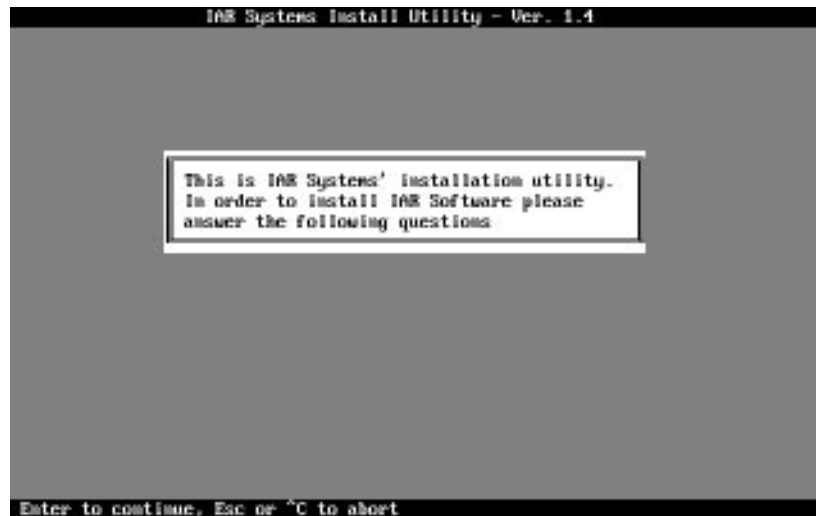 IAR Systems Install Utility - Ver. 1.4
This is IAR Systems' installation utility.
In order to install IAR Software please
answer the following questions
Enter to continue, Esc or ^C to abort